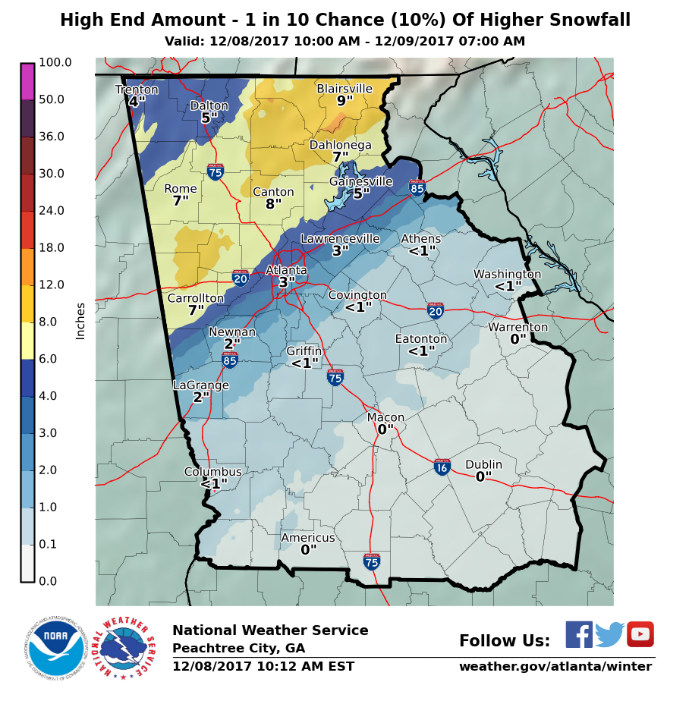 High End Amount - 1 in 10 Chance (10%) Of Higher Snowfall
Valid: 12/08/2017 10:00 AM - 12/09/2017 07:00 AM
100.0
50.0
36.0
30.0
24.0
18.0
12.0
8.0
6.0
4.0
3.0
2.0
1.0
0.1
0.0
Inches
Trenton
4"
Dalton
5"
Blairsville
9"
Dahlonega
7"
75
Rome
7"
Canton
8"
Gainesville
5"
85
Lawrenceville
3"
Athens
<1"
Atlanta
3"
20
Washington
<1"
Carrollton
7"
Covington
<1"
20
Newnan
2"
Warrenton
0"
85
Griffin
<1"
Eatonton
<1"
75
LaGrange
2"
Macon
0"
Columbus
<1"
16
Dublin
0"
Americus
0"
75
NOAA
NATIONAL WEATHER SERVICE
National Weather Service
Peachtree City, GA
12/08/2017 10:12 AM EST
Follow Us:
weather.gov/atlanta/winter